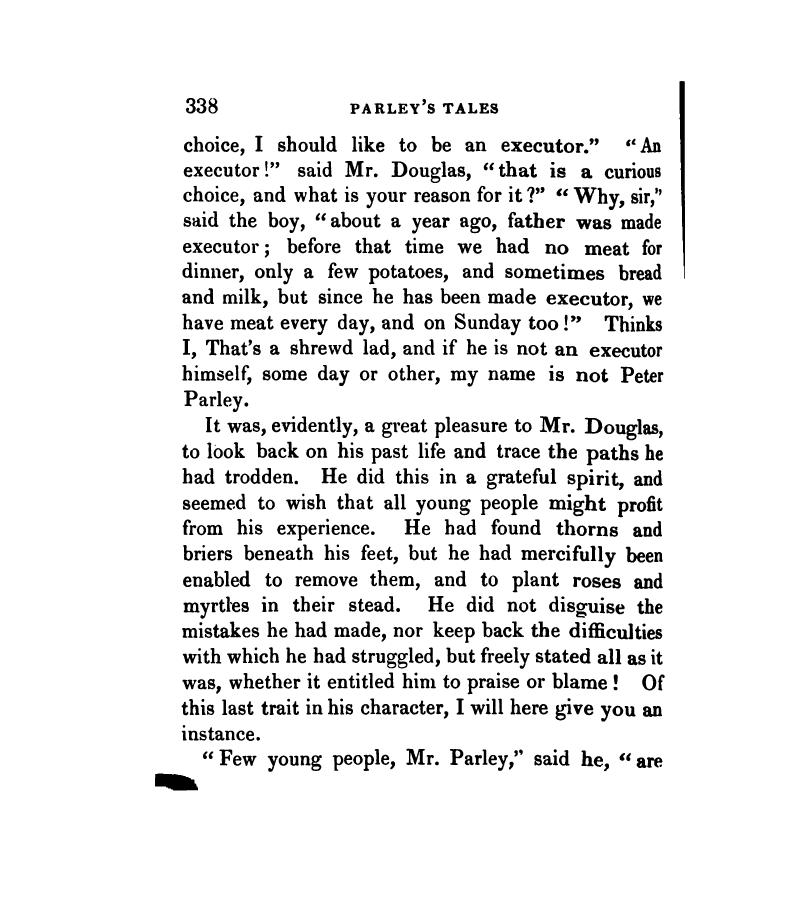 338 PARLEY'S TALES
choice, I should like to be an executor." "An
executor!" said Mr. Douglas, "that is a curious
choice, and what is your reason for it?" "Why, sir,"
said the boy, "about a year ago, father was made
executor; before that time we had no meat for
dinner, only a few potatoes, and sometimes bread
and milk, but since he has been made executor, we
have meat every day, and on Sunday too!" Thinks
I, That's a shrewd lad, and if he is not an executor
himself, some day or other, my name is not Peter
Parley.
It was, evidently, a great pleasure to Mr. Douglas,
to look back on his past life and trace the paths he
had trodden. He did this in a grateful spirit, and
seemed to wish that all young people might profit
from his experience. He had found thorns and
briers beneath his feet, but he had mercifully been
enabled to remove them, and to plant roses and
myrtles in their stead. He did not disguise the
mistakes he had made, nor keep back the difficulties
with which he had struggled, but freely stated all as it
was, whether it entitled him to praise or blame! Of
this last trait in his character, I will here give you an
instance.
"Few young people, Mr. Parley," said he, "are